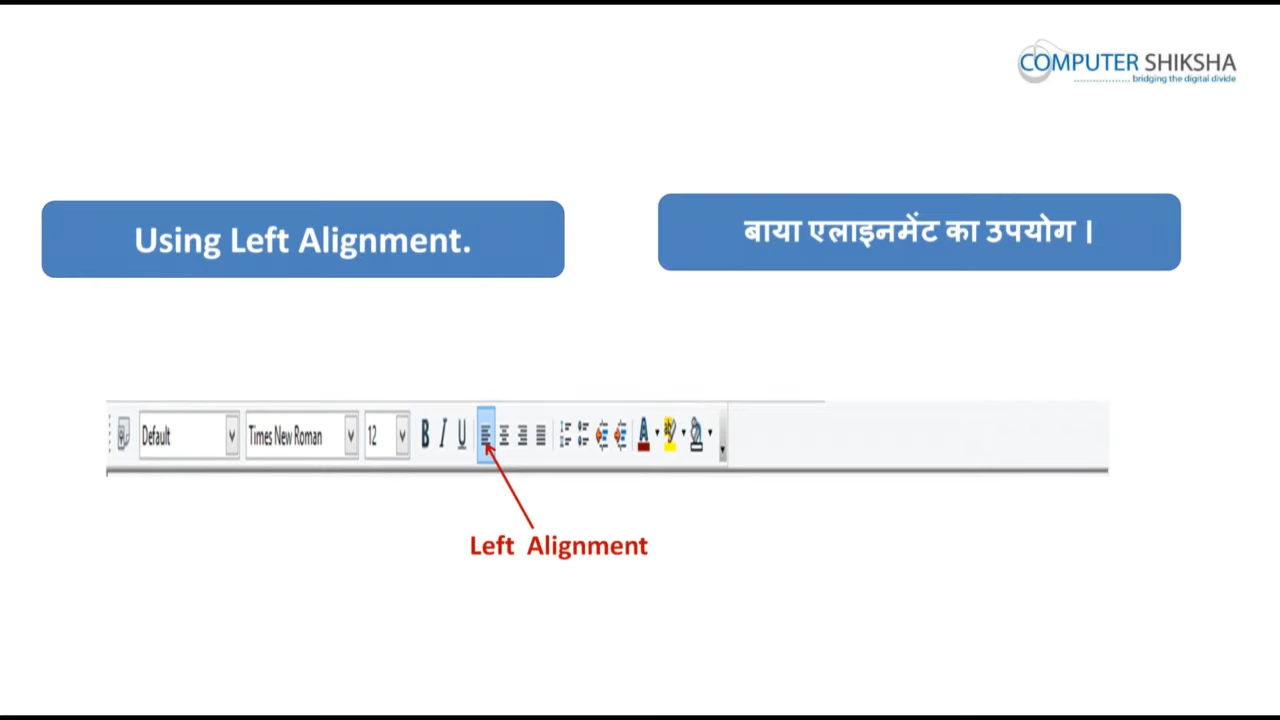 COMPUTER SHIKSHA
bridging the digital divide
Using Left Alignment.
बाया एलाइनमेंट का उपयोग |
Default Times New Roman 12 B I U A
Left Alignment